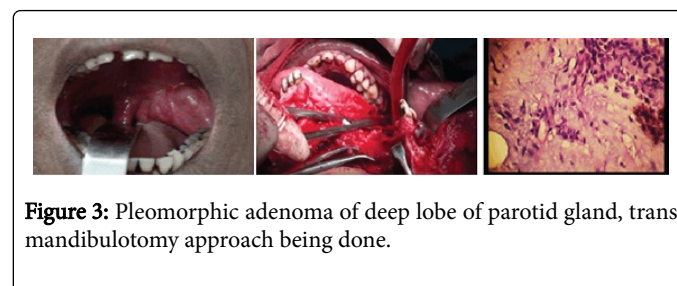 Figure 3: Pleomorphic adenoma of deep lobe of parotid gland, trans
mandibulotomy approach being done.